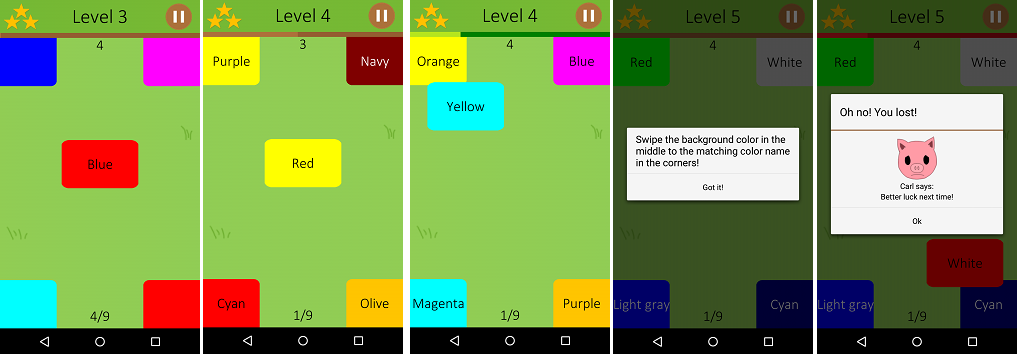 Level 3
4
Blue
4/9
Level 4
3
Purple
Navy
Red
Cyan
Olive
1/9
Level 4
4
Orange
Blue
Yellow
Magenta
Purple
1/9
Level 5
4
Red
White
Swipe the background color in the
middle to the matching color name
in the corners!
Got it!
Light gray
Cyan
1/9
Level 5
4
Red
White
Oh no! You lost!
Carl says:
Better luck next time!
Ok
White
Light gray
Cyan
1/9